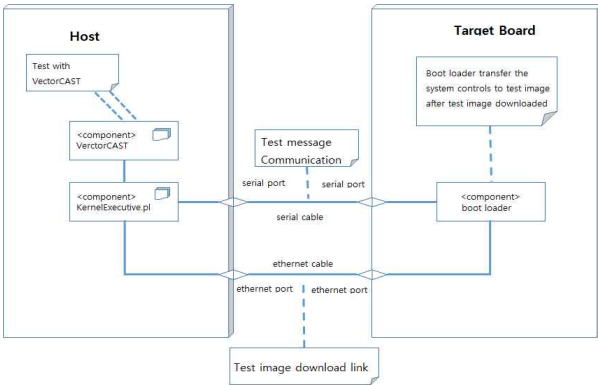 Host
Target Board
Test with
VectorCAST
Boot loader transfer the
system controls to test image
after test image downloaded
<component>
VerctorCAST
Test message
Communication
<component>
KernelExecutive.pl
serial port
serial port
<component>
boot loader
serial cable
ethernet cable
ethernet port
ethernet port
Test image download link